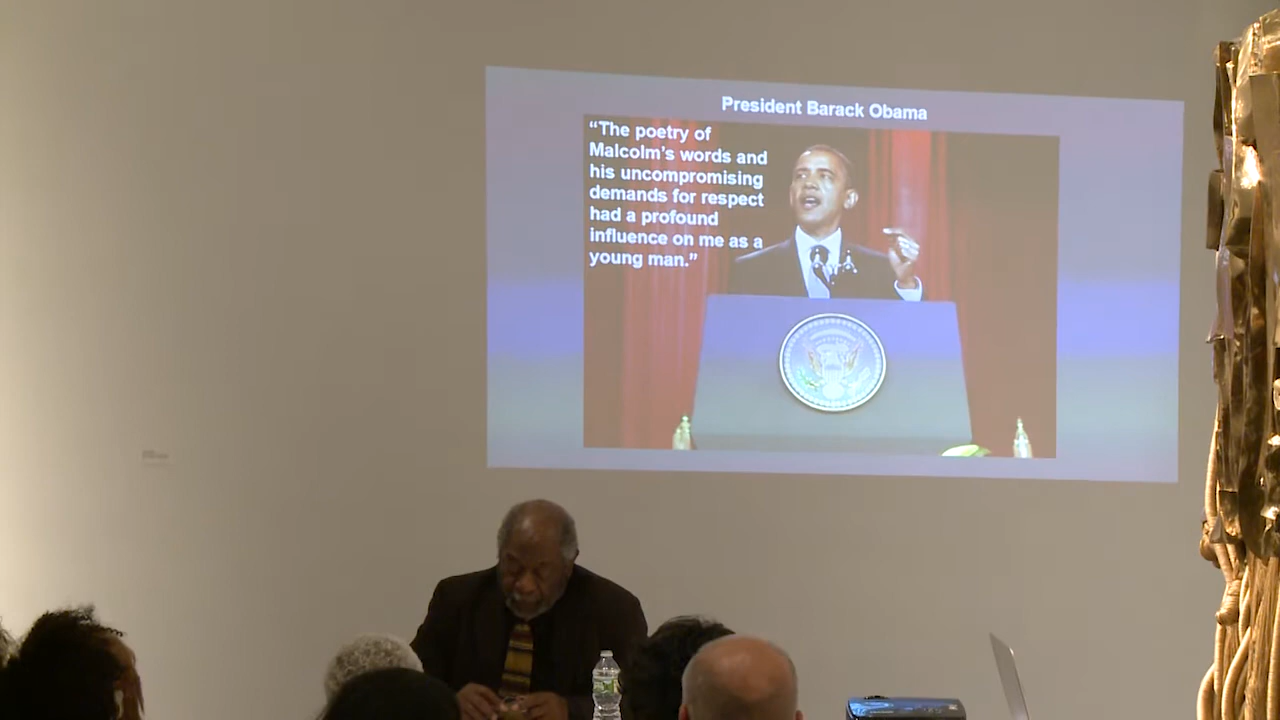 President Barack Obama
“The poetry of
Malcolm’s words and
his uncompromising
demands for respect
had a profound
influence on me as a
young man.”